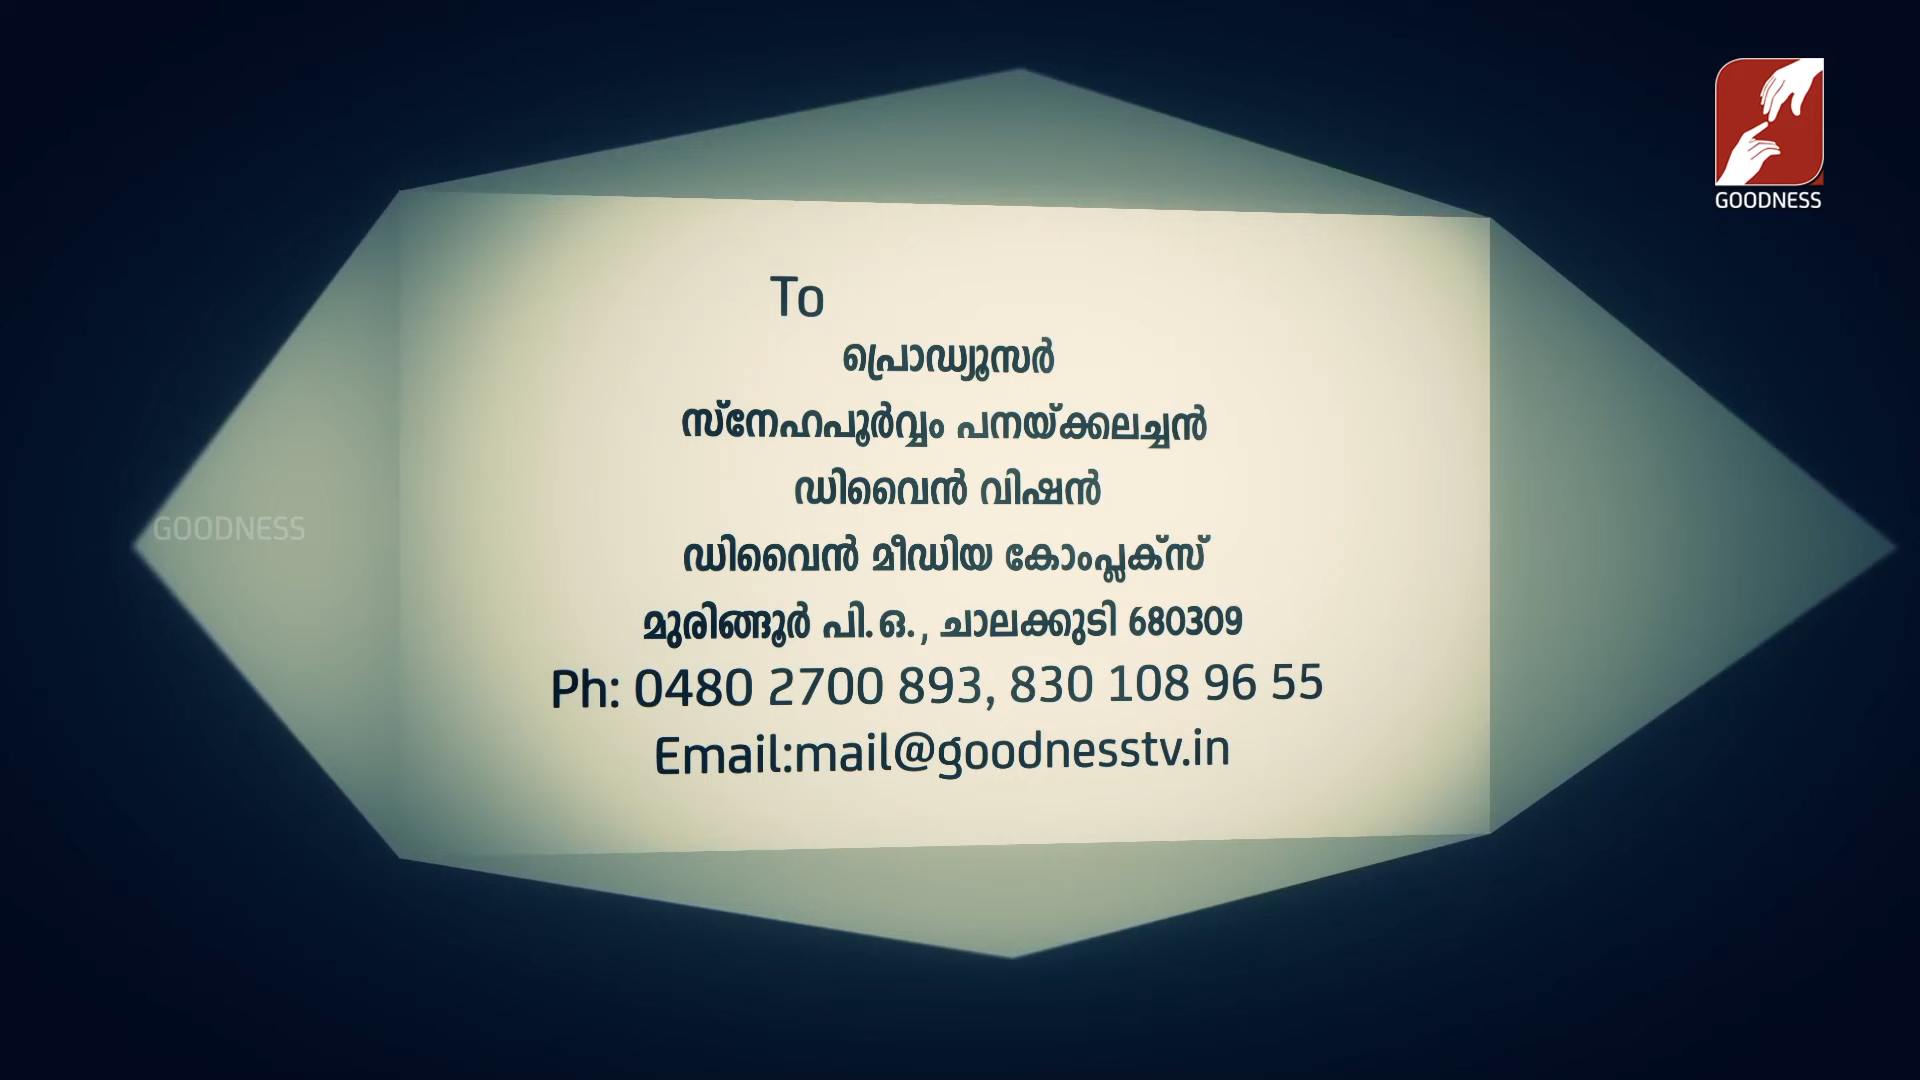 GOODNESS
To
പ്രൊഡ്യൂസർ
സ്നേഹപൂർവ്വം പനയ്ക്കലച്ചൻ
ഡിവൈൻ വിഷൻ
GOODNESS
ഡിവൈൻ മീഡിയ കോംപ്ലക്സ്
മുരിങ്ങൂർ പി.ഒ., ചാലക്കുടി 680309
Ph: 0480 2700 893, 830 108 96 55
Email:mail@goodnesstv.in